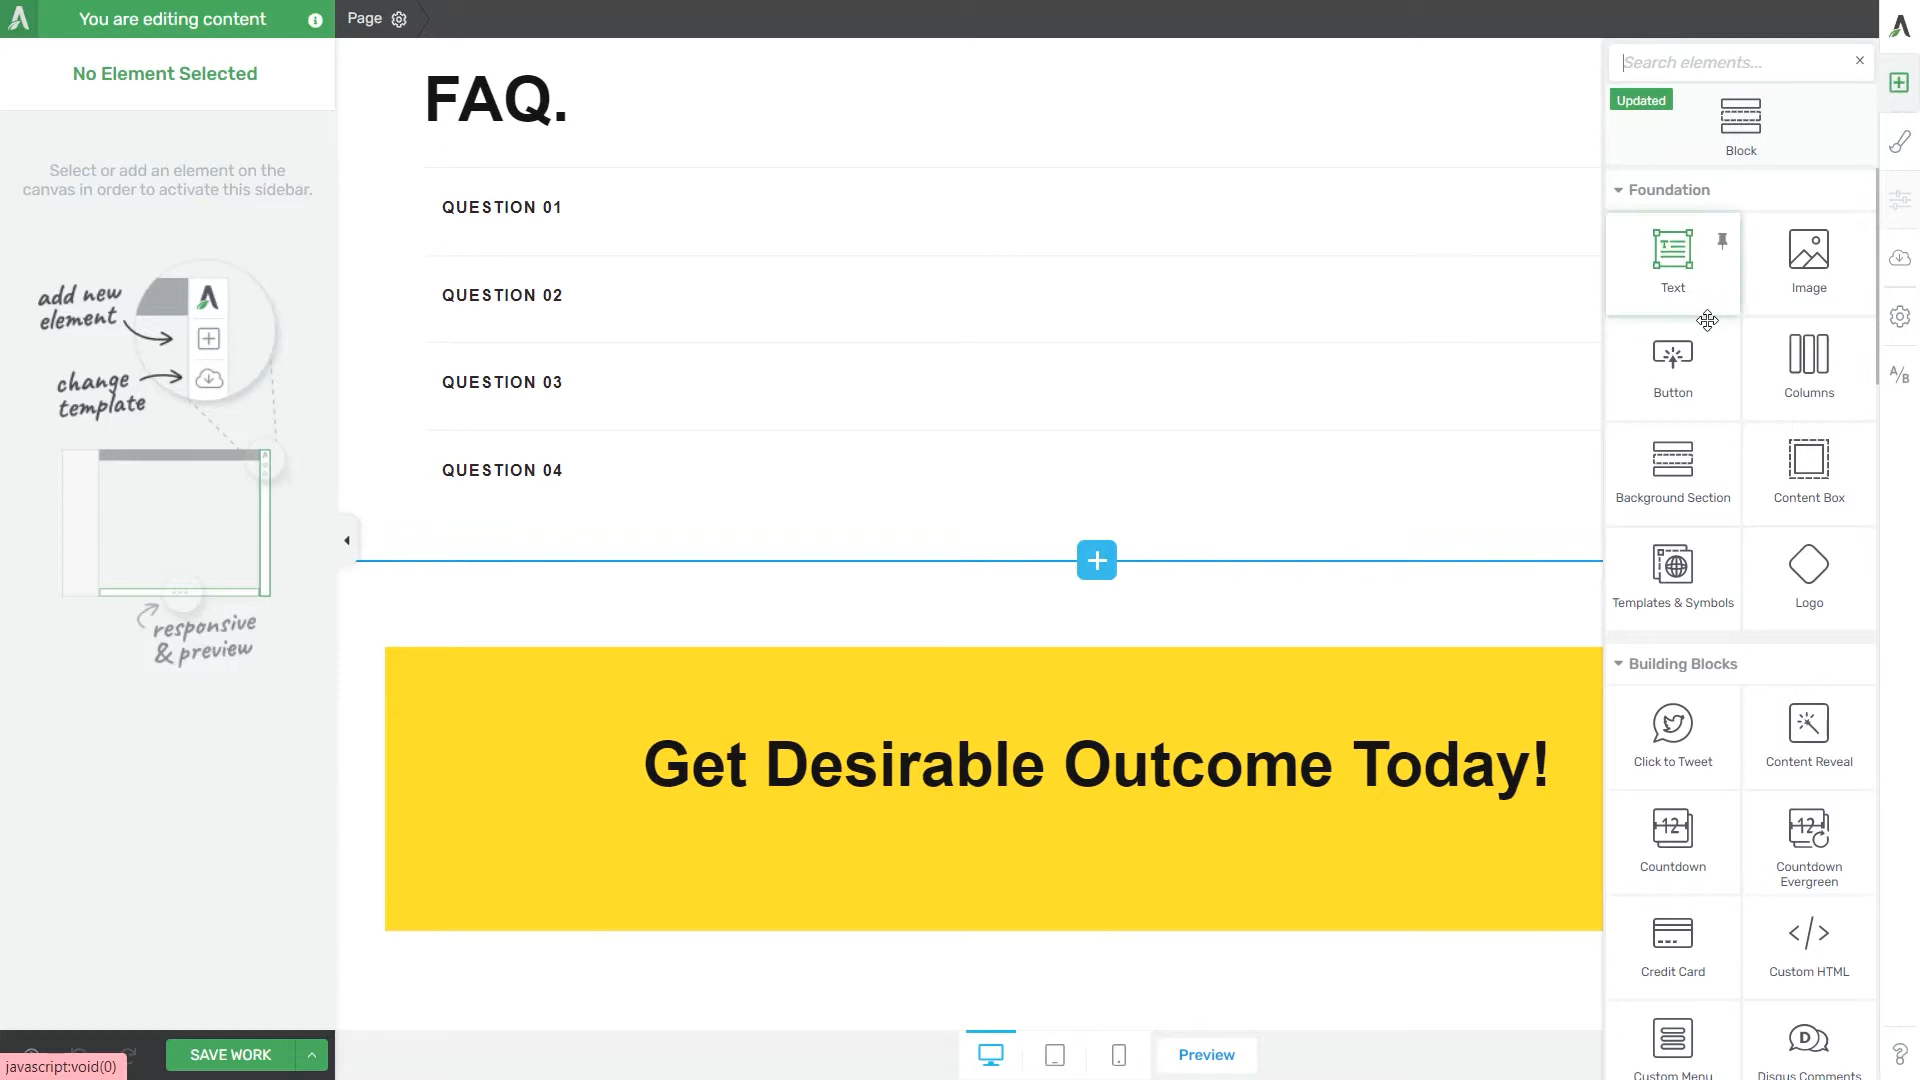 You are editing content
Page
No Element Selected
Select or add an element on the
canvas in order to activate this sidebar.
add new
element
change
template
responsive
& preview
SAVE WORK
javascript:void(0)
FAQ.
QUESTION 01
QUESTION 02
QUESTION 03
QUESTION 04
Get Desirable Outcome Today!
Preview
Search elements...
Updated
Block
Foundation
Text
Image
Button
Columns
Background Section
Content Box
Templates & Symbols
Logo
Building Blocks
Click to Tweet
Content Reveal
12
Countdown
12
Countdown
Evergreen
Credit Card
</>
Custom HTML
Custom Menu
D
Disqus Comments
A/B
?